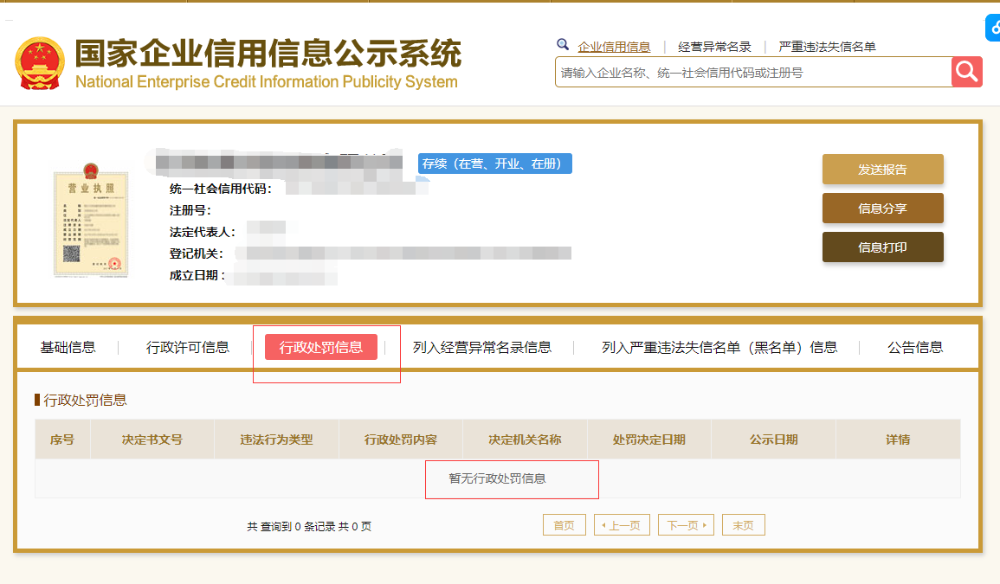 国家企业信用信息公示系统
National Enterprise Credit Information Publicity System
企业信用信息 | 经营异常名录 | 严重违法失信名单
请输入企业名称、统一社会信用代码或注册号
存续（在营、开业、在册）
营业执照
统一社会信用代码：
注册号：
法定代表人：
登记机关：
成立日期：
发送报告
信息分享
信息打印
基础信息 行政许可信息 行政处罚信息 列入经营异常名录信息 列入严重违法失信名单（黑名单）信息 公告信息
行政处罚信息
序号 决定书文号 违法行为类型 行政处罚内容 决定机关名称 处罚决定日期 公示日期 详情
暂无行政处罚信息
共 查询到 0 条记录 共 0 页 首页 上一页 下一页 末页